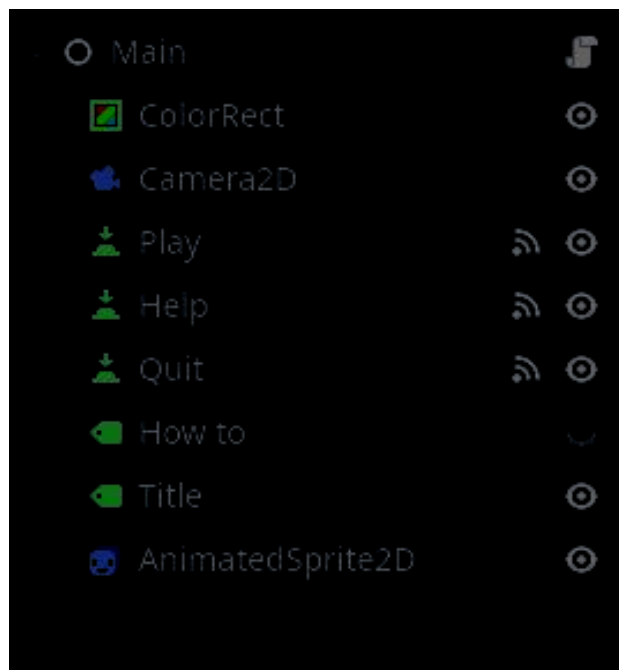 Main
ColorRect
Camera2D
Play
Help
Quit
How to
Title
AnimatedSprite2D